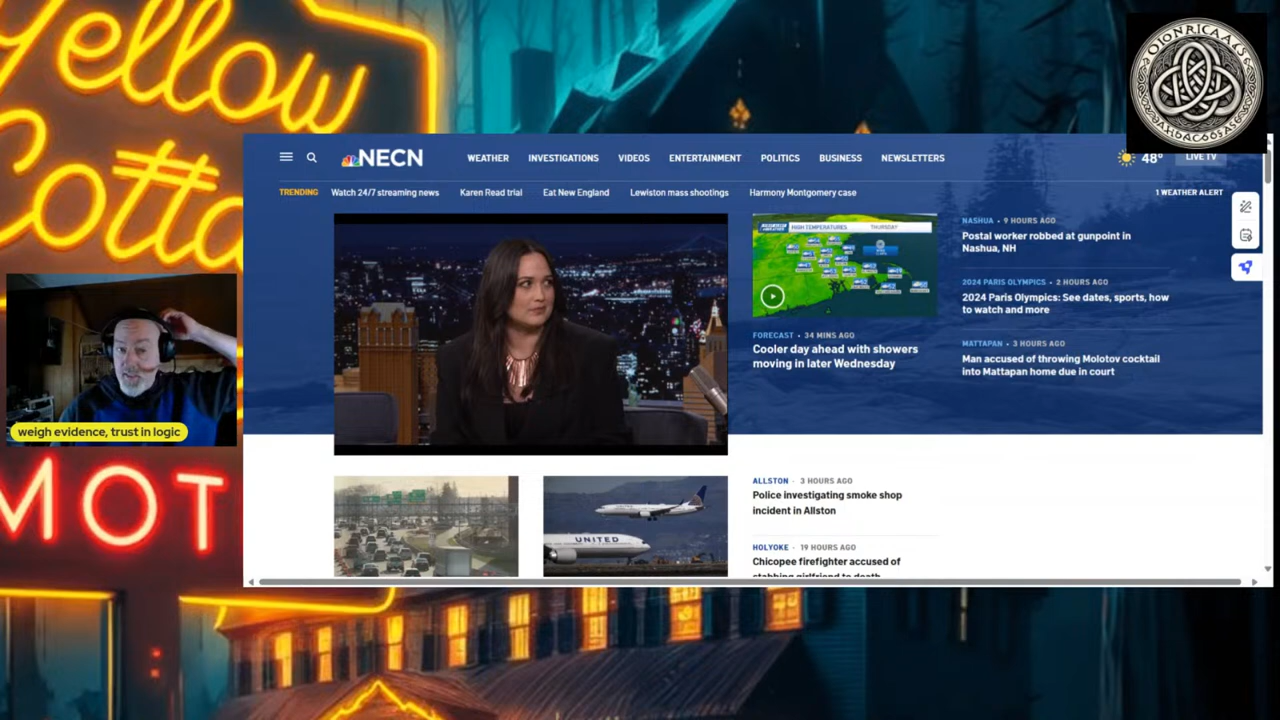 Yellow
Cotta
MOT
weigh evidence, trust in logic
NECN
WEATHER INVESTIGATIONS VIDEOS ENTERTAINMENT POLITICS BUSINESS NEWSLETTERS
48°
LIVE TV
TRENDING Watch 24/7 streaming news Karen Read trial Eat New England Lewiston mass shootings Harmony Montgomery case
1 WEATHER ALERT
HIGH TEMPERATURES THURSDAY
FORECAST • 34 MINS AGO
Cooler day ahead with showers
moving in later Wednesday
NASHUA • 9 HOURS AGO
Postal worker robbed at gunpoint in
Nashua, NH
2024 PARIS OLYMPICS • 2 HOURS AGO
2024 Paris Olympics: See dates, sports, how
to watch and more
MATTAPAN • 3 HOURS AGO
Man accused of throwing Molotov cocktail
into Mattapan home due in court
UNITED
ALLSTON · 3 HOURS AGO
Police investigating smoke shop
incident in Allston
HOLYOKE · 19 HOURS AGO
Chicopee firefighter accused of
stabbing girlfriend to death